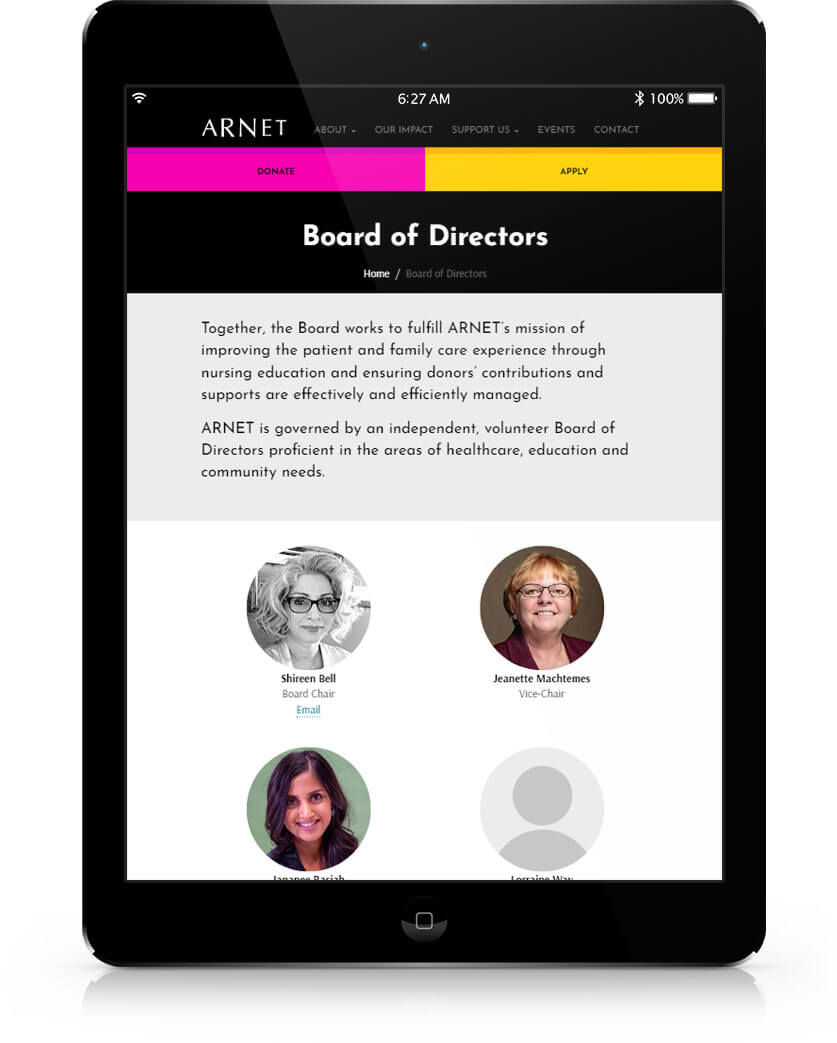 6:27 AM
100%
ARNET
ABOUT
OUR IMPACT
SUPPORT US
EVENTS
CONTACT
DONATE
APPLY
Board of Directors
Home / Board of Directors
Together, the Board works to fulfill ARNET's mission of
improving the patient and family care experience through
nursing education and ensuring donors' contributions and
supports are effectively and efficiently managed.
ARNET is governed by an independent, volunteer Board of
Directors proficient in the areas of healthcare, education and
community needs.
Shireen Bell
Board Chair
Email
Jeanette Machtemes
Vice-Chair
Lorraine Way